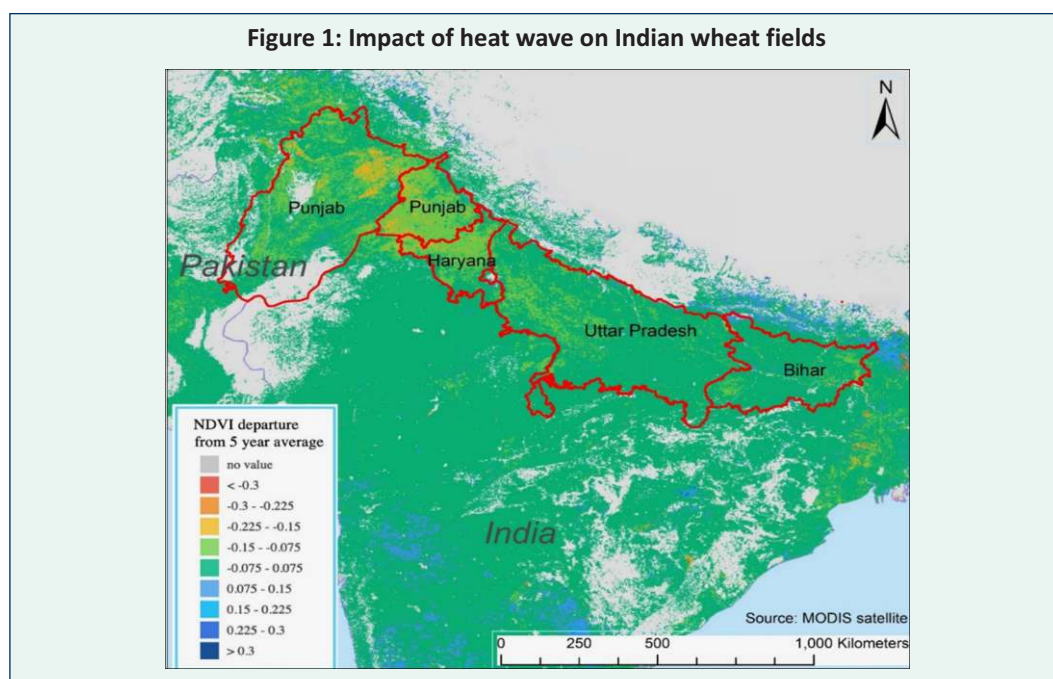 Figure 1: Impact of heat wave on Indian wheat fields
N
Punjab
Punjab
Haryana
Pakistan
Uttar Pradesh
Bihar
NDVI departure
from 5 year average
no value
< -0.3
-0.3 - -0.225
-0.225 - -0.15
-0.15 - -0.075
-0.075 - 0.075
0.075 - 0.15
0.15 - 0.225
0.225 - 0.3
> 0.3
India
Source: MODIS satellite
0 250 500 1,000 Kilometers